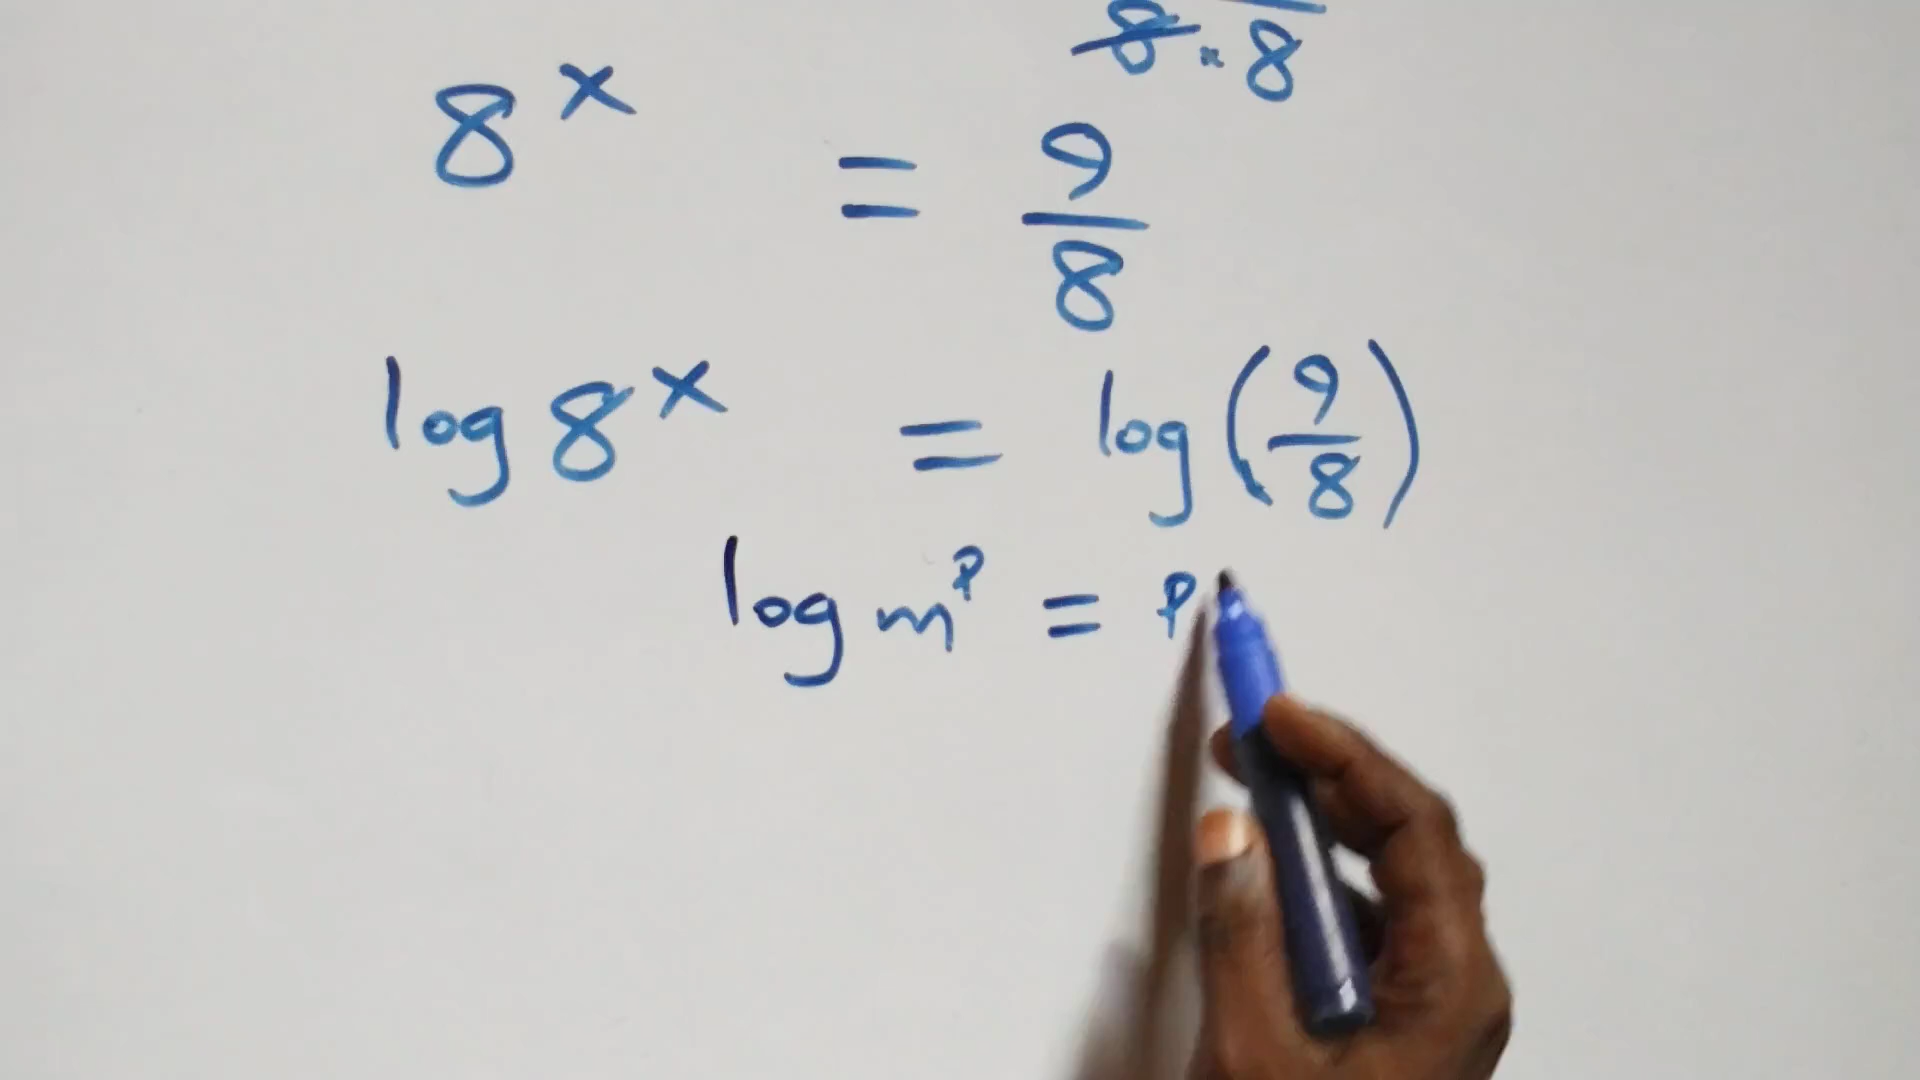 8 × 8
8^x = 9/8
log 8^x = log (9/8)
log m^p = p